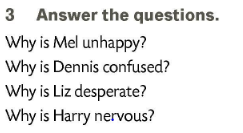 3 Answer the questions.
Why is Mel unhappy?
Why is Dennis confused?
Why is Liz desperate?
Why is Harry nervous?